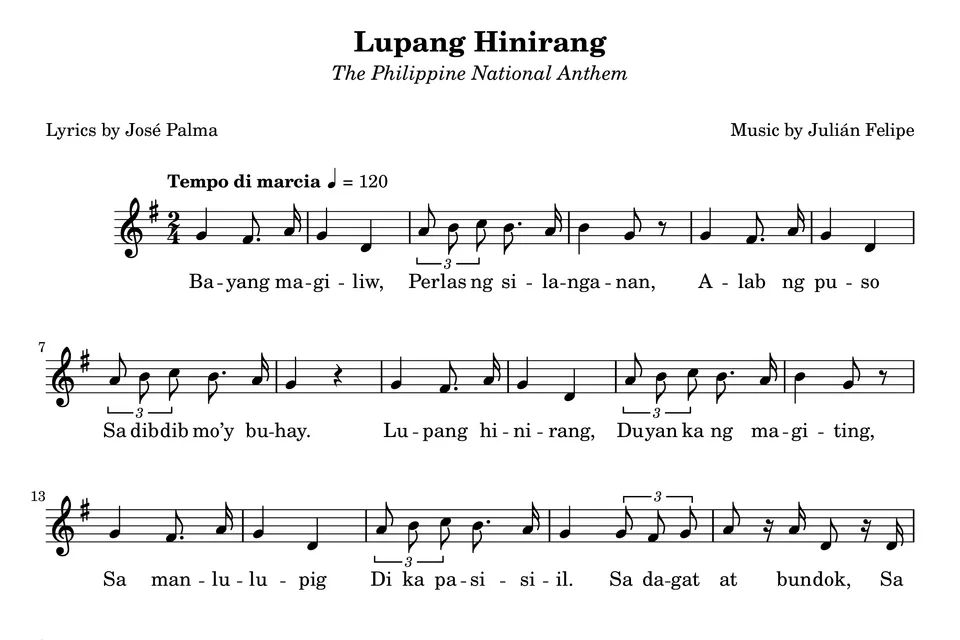 Lupang Hinirang
The Philippine National Anthem
Lyrics by José Palma Music by Julián Felipe
Tempo di marcia ♩ = 120
3
Ba -- yang ma -- gi -- liw, Perlas ng si -- la -- nga -- nan, A -- lab ng pu -- so
7
3 3
Sa dibdib mo’y bu -- hay. Lu -- pang hi -- ni -- rang, Duyan ka ng ma -- gi -- ting,
13
3 3
Sa man -- lu -- lu -- pig Di ka pa -- si -- si -- il. Sa da -- gat at bundok, Sa